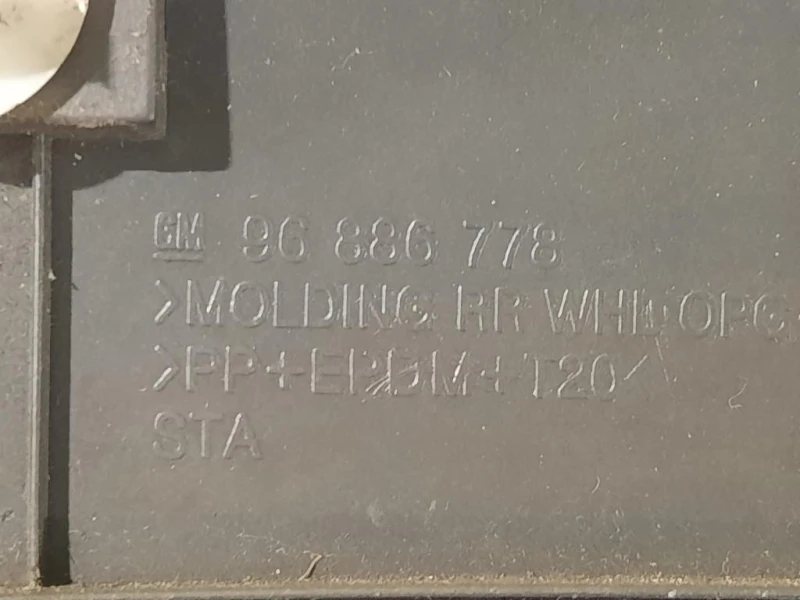 GM 96 886 778
>MOLDING RR WHL OPG
>PP+EPDM+T20
STA